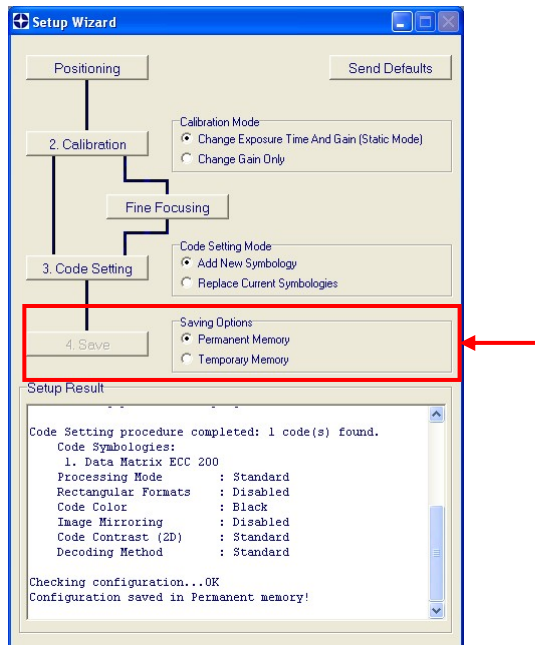 Setup Wizard
Positioning
Send Defaults
Calibration Mode
2. Calibration
Change Exposure Time And Gain (Static Mode)
Change Gain Only
Fine Focusing
Code Setting Mode
3. Code Setting
Add New Symbology
Replace Current Symbologies
Saving Options
4. Save
Permanent Memory
Temporary Memory
Setup Result
Code Setting procedure completed: 1 code(s) found.
Code Symbologies:
1. Data Matrix ECC 200
Processing Mode : Standard
Rectangular Formats : Disabled
Code Color : Black
Image Mirroring : Disabled
Code Contrast (2D) : Standard
Decoding Method : Standard
Checking configuration...OK
Configuration saved in Permanent memory!